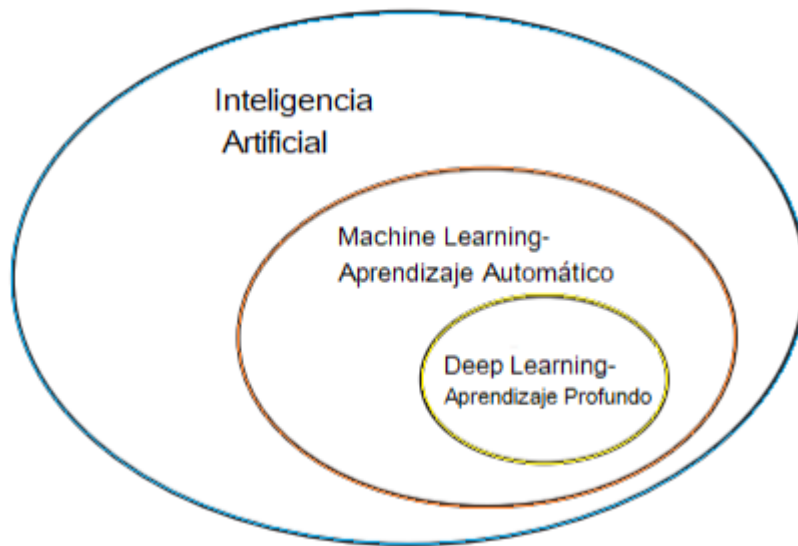 Inteligencia
Artificial
Machine Learning-
Aprendizaje Automático
Deep Learning-
Aprendizaje Profundo